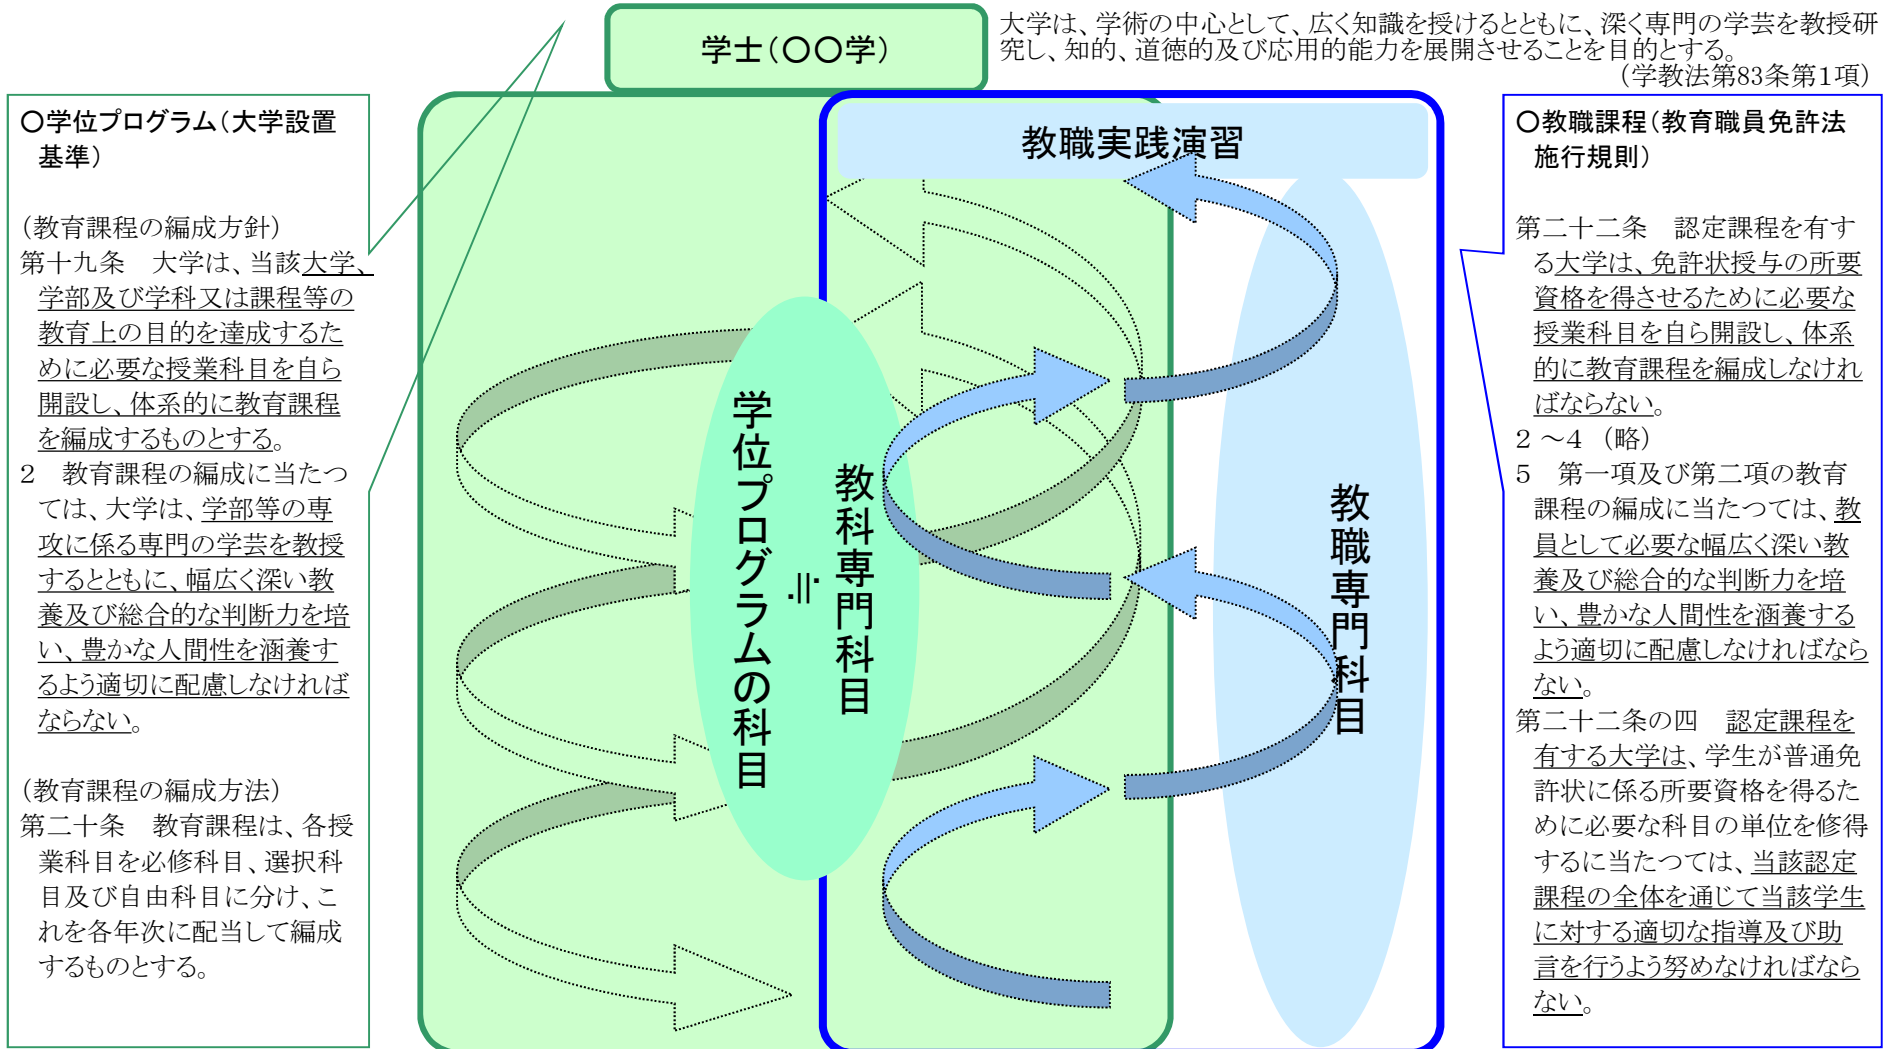 学士（〇〇学）
大学は、学術の中心として、広く知識を授けるとともに、深く専門の学芸を教授研
究し、知的、道徳的及び応用的能力を展開させることを目的とする。
（学教法第83条第１項）
〇学位プログラム（大学設置
基準）
（教育課程の編成方針）
第十九条　大学は、当該大学、
学部及び学科又は課程等の
教育上の目的を達成するた
めに必要な授業科目を自ら
開設し、体系的に教育課程
を編成するものとする。
２　教育課程の編成に当たつ
ては、大学は、学部等の専
攻に係る専門の学芸を教授
するとともに、幅広く深い教
養及び総合的な判断力を培
い、豊かな人間性を涵養す
るよう適切に配慮しなければ
ならない。
（教育課程の編成方法）
第二十条　教育課程は、各授
業科目を必修科目、選択科
目及び自由科目に分け、こ
れを各年次に配当して編成
するものとする。
教職実践演習
学位プログラムの科目
≒
教科専門科目
教職専門科目
〇教職課程（教育職員免許法
施行規則）
第二十二条　認定課程を有す
る大学は、免許状授与の所要
資格を得させるために必要な
授業科目を自ら開設し、体系
的に教育課程を編成しなけれ
ばならない。
２～４　（略）
５　第一項及び第二項の教育
課程の編成に当たつては、教
員として必要な幅広く深い教
養及び総合的な判断力を培
い、豊かな人間性を涵養する
よう適切に配慮しなければなら
ない。
第二十二条の四　認定課程を
有する大学は、学生が普通免
許状に係る所要資格を得るた
めに必要な科目の単位を修得
するに当たつては、当該認定
課程の全体を通じて当該学生
に対する適切な指導及び助
言を行うよう努めなければなら
ない。